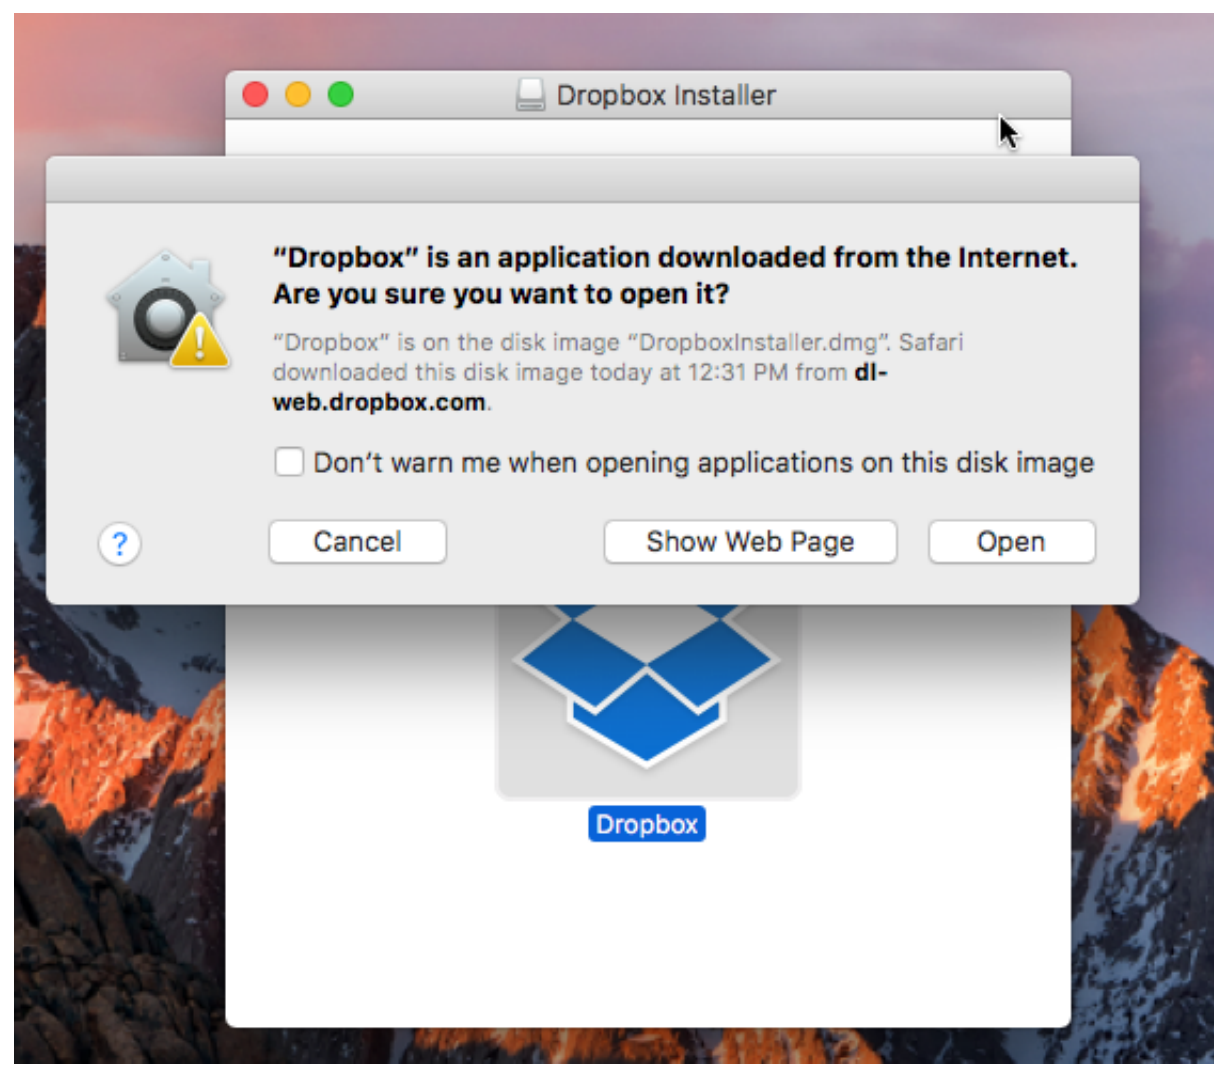 Dropbox Installer
“Dropbox” is an application downloaded from the Internet.
Are you sure you want to open it?
“Dropbox” is on the disk image “DropboxInstaller.dmg”. Safari
downloaded this disk image today at 12:31 PM from dl-
web.dropbox.com.
Don’t warn me when opening applications on this disk image
? Cancel Show Web Page Open
Dropbox